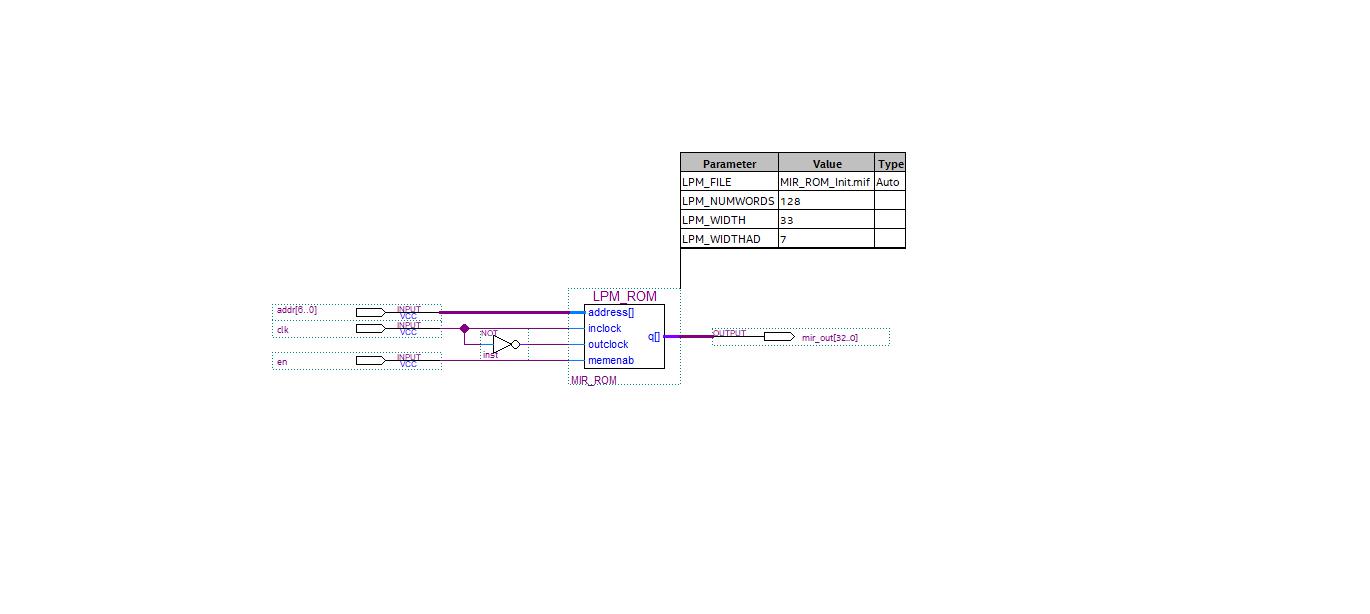 Parameter Value Type
LPM_FILE MIR_ROM_Init.mif Auto
LPM_NUMWORDS 128
LPM_WIDTH 33
LPM_WIDTHAD 7
LPM_ROM
addr[6..0] INPUT VCC address[]
clk INPUT VCC inclock
NOT q[] OUTPUT mir_out[32..0]
outclock
inst
en INPUT VCC memenab
MIR_ROM